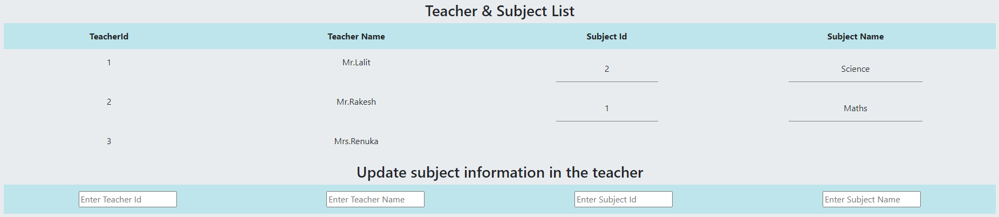 Teacher & Subject List
TeacherId Teacher Name Subject Id Subject Name
1 Mr.Lalit 2 Science
2 Mr.Rakesh 1 Maths
3 Mrs.Renuka
Update subject information in the teacher
Enter Teacher Id Enter Teacher Name Enter Subject Id Enter Subject Name